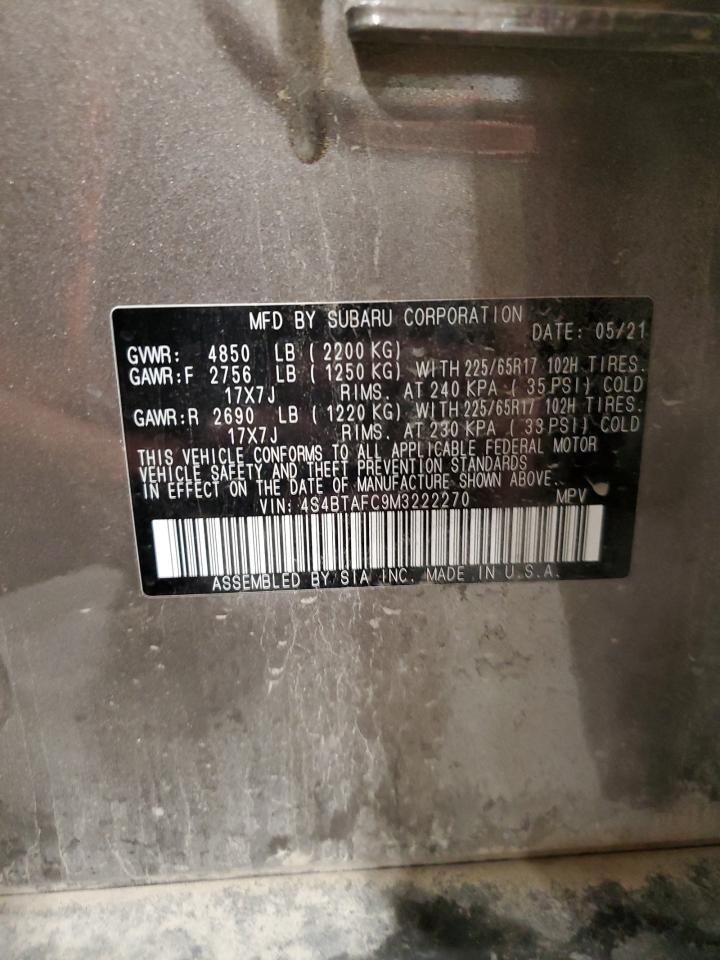 MFD BY SUBARU CORPORATION
DATE: 05/21
GVWR: 4850 LB ( 2200 KG)
GAWR:F 2756 LB ( 1250 KG) WITH 225/65R17 102H TIRES.
17X7J RIMS. AT 240 KPA ( 35 PSI) COLD
GAWR:R 2690 LB ( 1220 KG) WITH 225/65R17 102H TIRES.
17X7J RIMS. AT 230 KPA ( 33 PSI) COLD
THIS VEHICLE CONFORMS TO ALL APPLICABLE FEDERAL MOTOR
VEHICLE SAFETY AND THEFT PREVENTION STANDARDS
IN EFFECT ON THE DATE OF MANUFACTURE SHOWN ABOVE.
VIN: 4S4BTAFC9M3222270 MPV
ASSEMBLED BY SIA INC. MADE IN U.S.A.